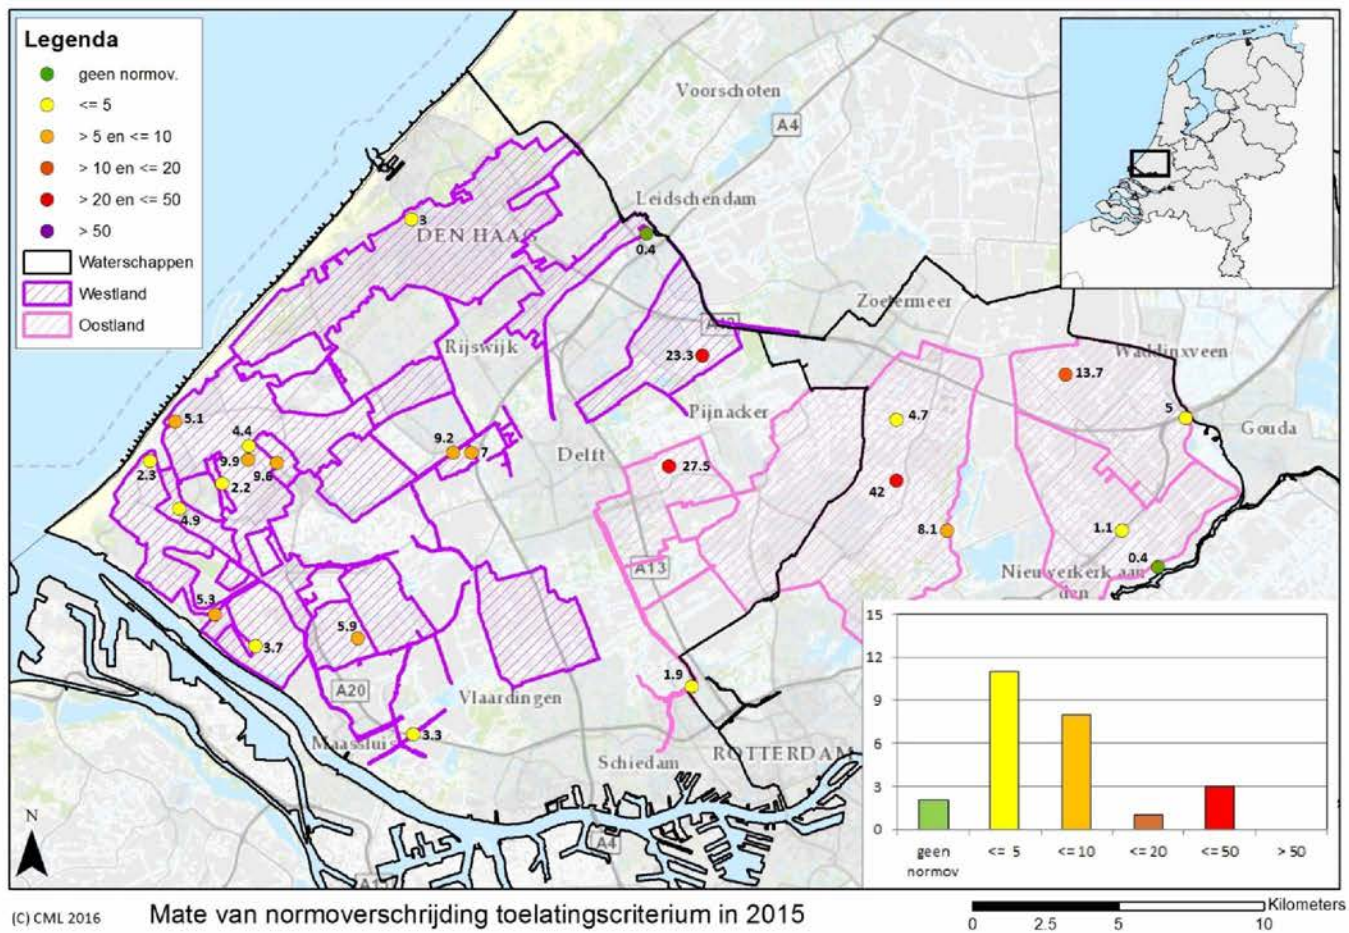 Legenda
geen normov.
<= 5
> 5 en <= 10
> 10 en <= 20
> 20 en <= 50
> 50
Waterschappen
Westland
Oostland
Voorschoten
A4
Leidschendam
3
DEN HAAG
0.4
Zoetermeer
A12
Rijswijk
23.3
Waddinxveen
13.7
5.1
Pijnacker
4.7
5
Gouda
4.4
9.2
7
Delft
9.9
9.6
27.5
2.3
2.2
42
4.9
8.1
1.1
0.4
A13
Nieuwerkerk aan
den
5.3
5.9
3.7
1.9
A20
Vlaardingen
Maassluis
3.3
Schiedam
ROTTERDAM
A4
N
15
12
9
6
3
0
geen
normov
<= 5
<= 10
<= 20
<= 50
> 50
(C) CML 2016
Mate van normoverschrijding toelatingscriterium in 2015
Kilometers
0
2.5
5
10